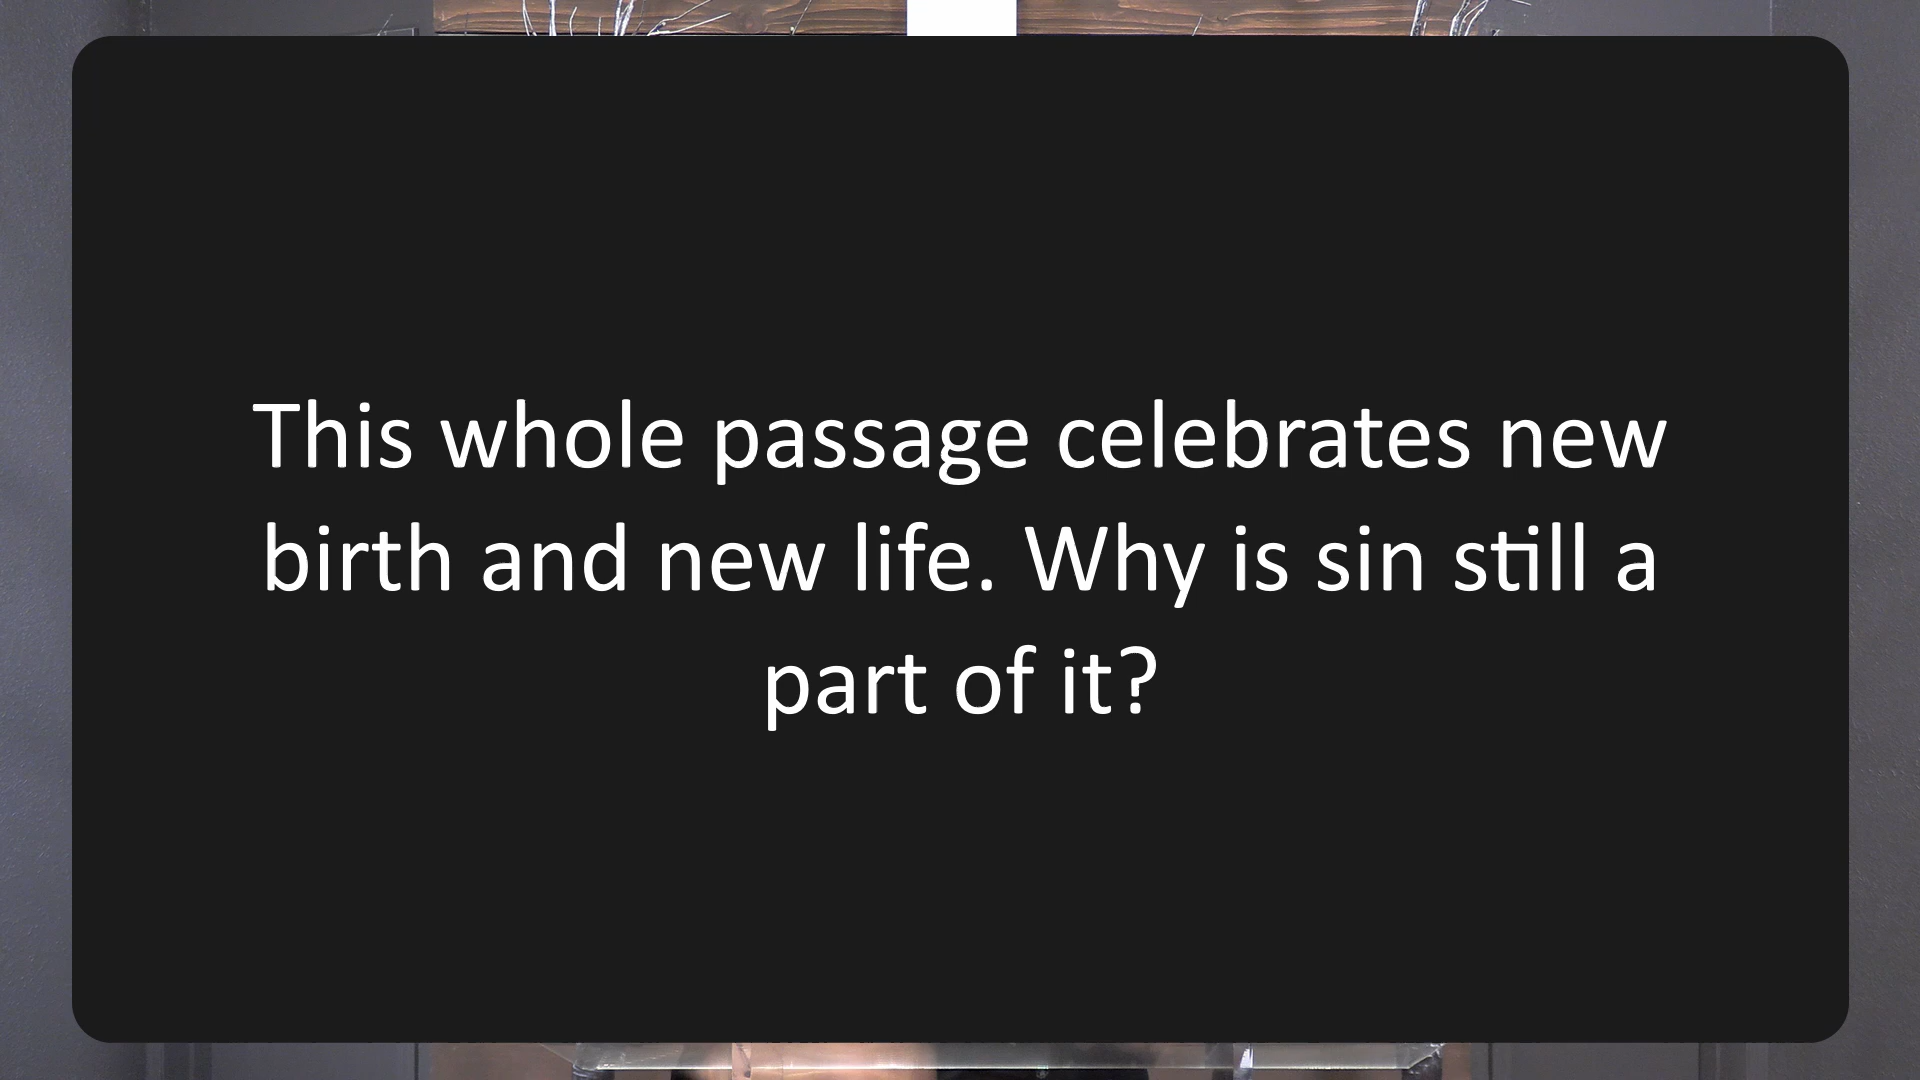 This whole passage celebrates new
birth and new life. Why is sin still a
part of it?